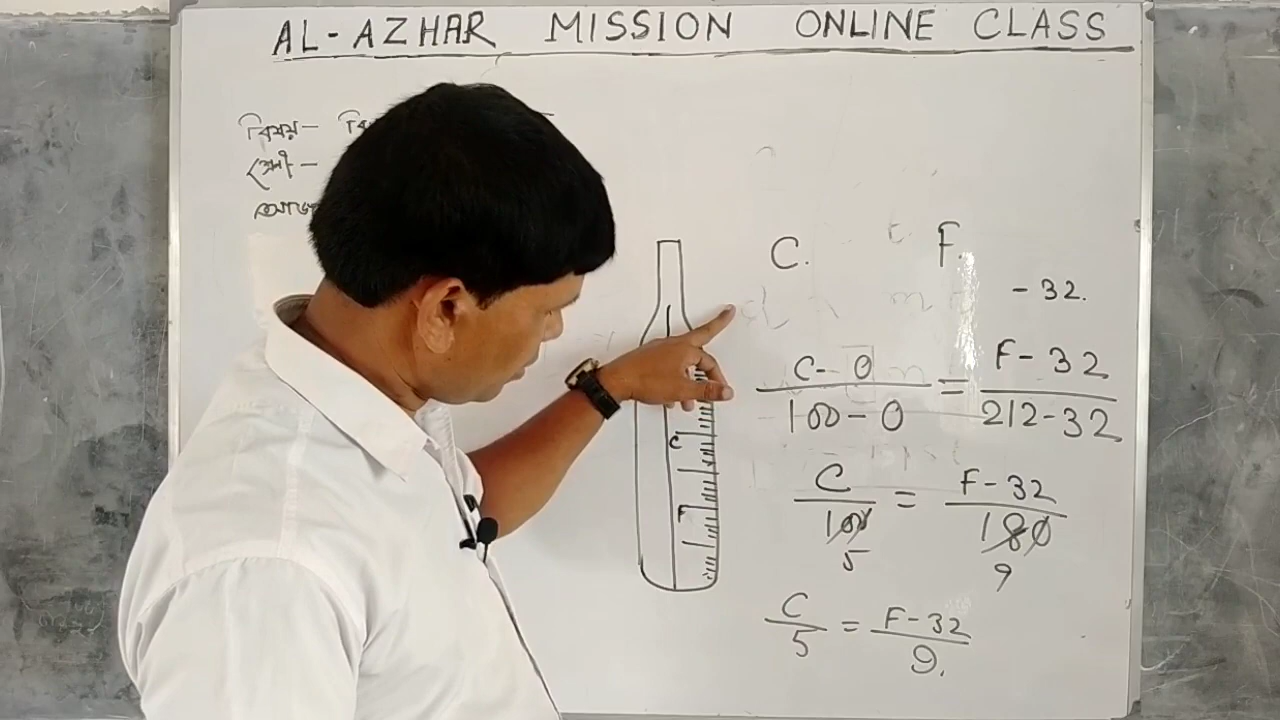 AL-AZHAR MISSION ONLINE CLASS
বিষয়-
শ্রেণী-
C. F.
- 32.
C - 0 = F - 32
100 - 0 212 - 32
C = F - 32
100 180
5 9
C = F - 32
5 9.
C
F